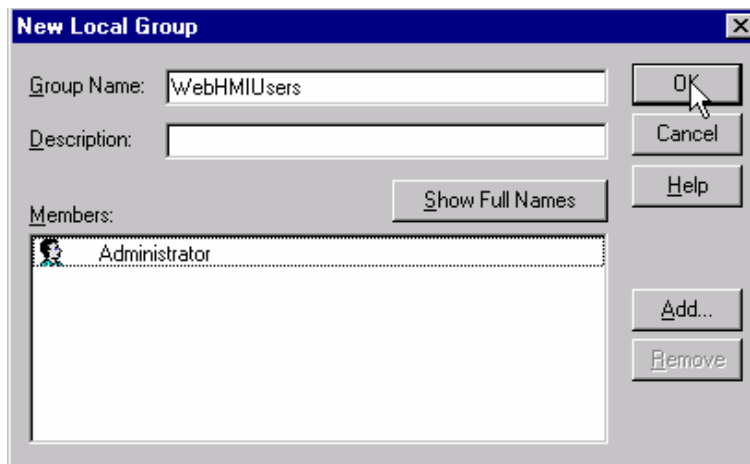 New Local Group
Group Name: WebHMIUsers OK
Description: Cancel
Show Full Names Help
Members:
Administrator
Add...
Remove